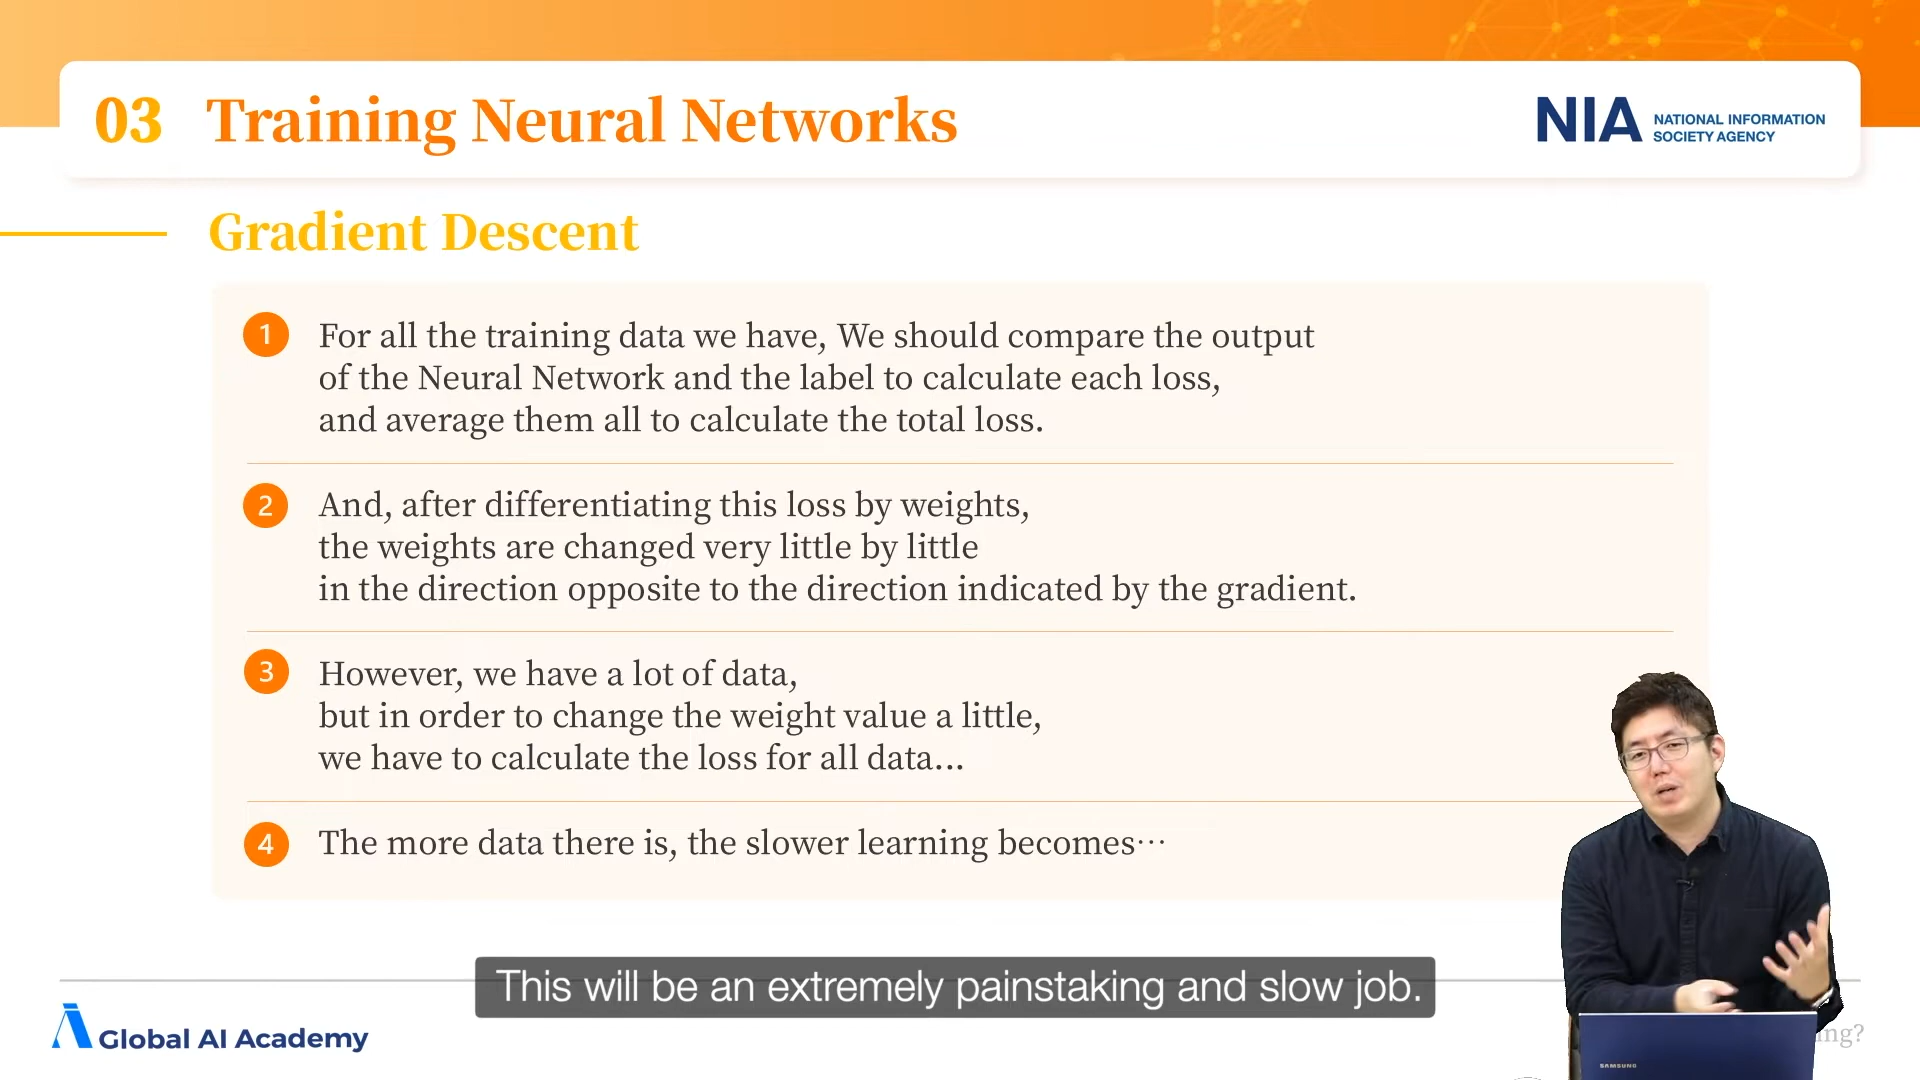 03 Training Neural Networks
NIA NATIONAL INFORMATION
SOCIETY AGENCY
Gradient Descent
1 For all the training data we have, We should compare the output
of the Neural Network and the label to calculate each loss,
and average them all to calculate the total loss.
2 And, after differentiating this loss by weights,
the weights are changed very little by little
in the direction opposite to the direction indicated by the gradient.
3 However, we have a lot of data,
but in order to change the weight value a little,
we have to calculate the loss for all data...
4 The more data there is, the slower learning becomes⋯
This will be an extremely painstaking and slow job.
Global AI Academy
SAMSUNG